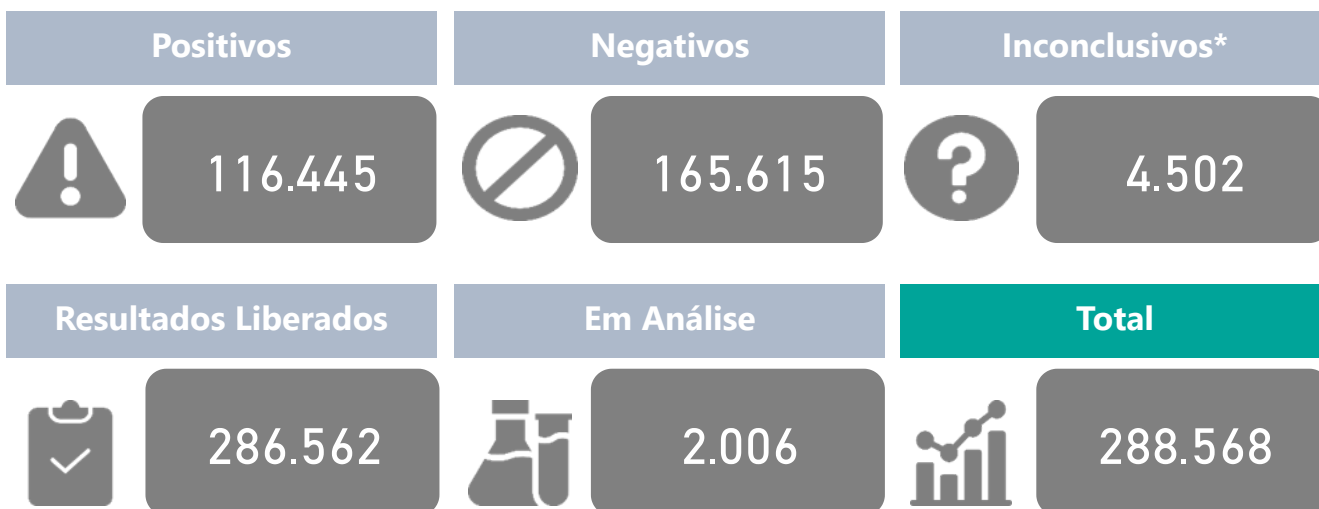 Positivos
Negativos
Inconclusivos*
116.445
165.615
4.502
Resultados Liberados
Em Análise
Total
286.562
2.006
288.568